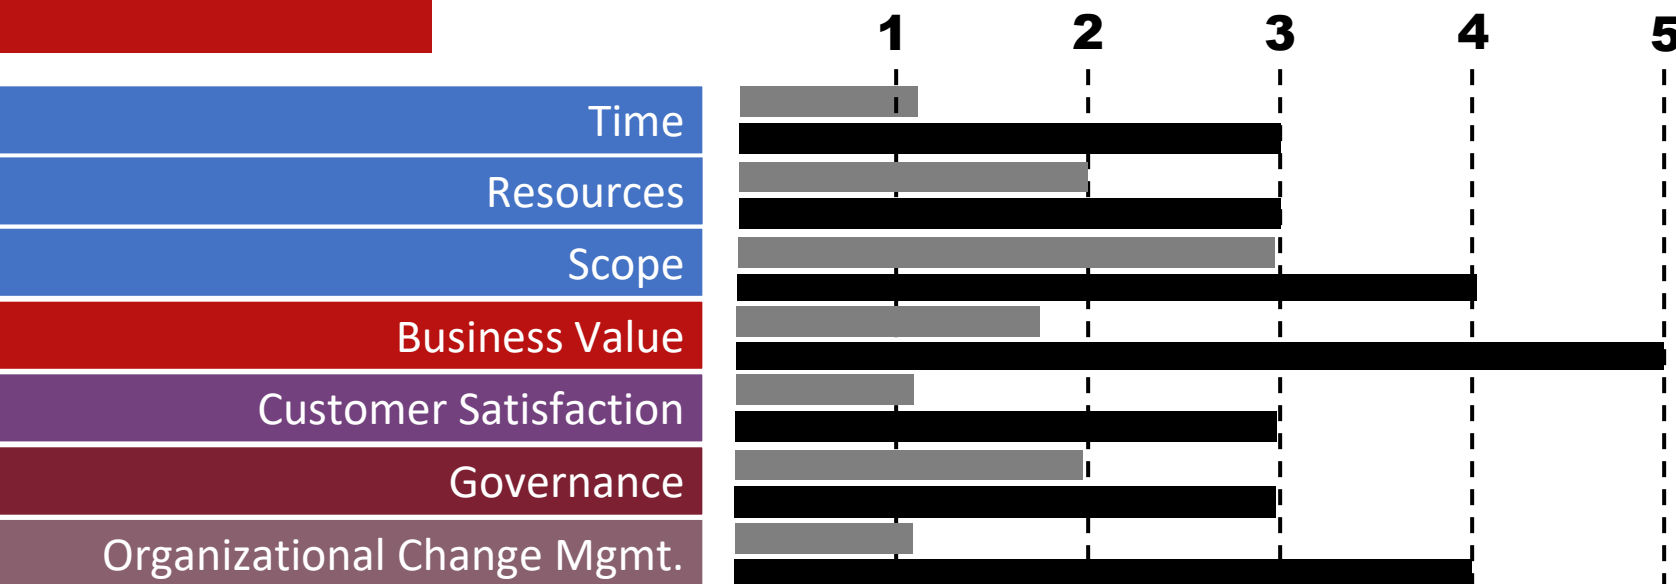 1 2 3 4 5
Time
Resources
Scope
Business Value
Customer Satisfaction
Governance
Organizational Change Mgmt.